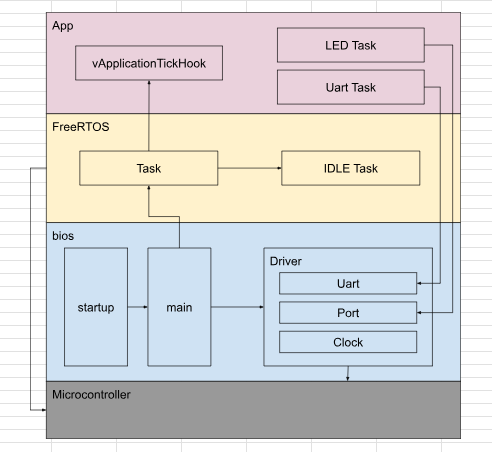 App
LED Task
vApplicationTickHook
Uart Task
FreeRTOS
Task
IDLE Task
bios
Driver
Uart
startup
main
Port
Clock
Microcontroller